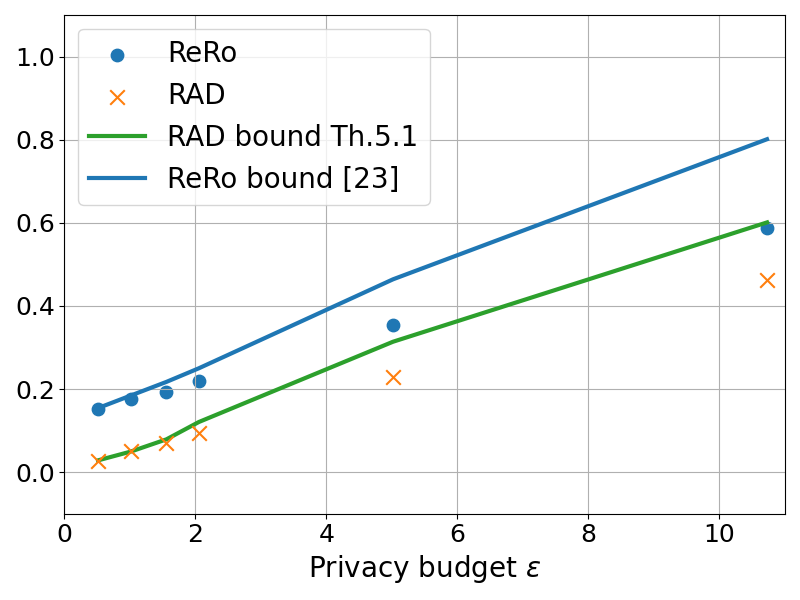 ReRo
RAD
RAD bound Th.5.1
ReRo bound [23]
1.0
0.8
0.6
0.4
0.2
0.0
0 2 4 6 8 10
Privacy budget ε